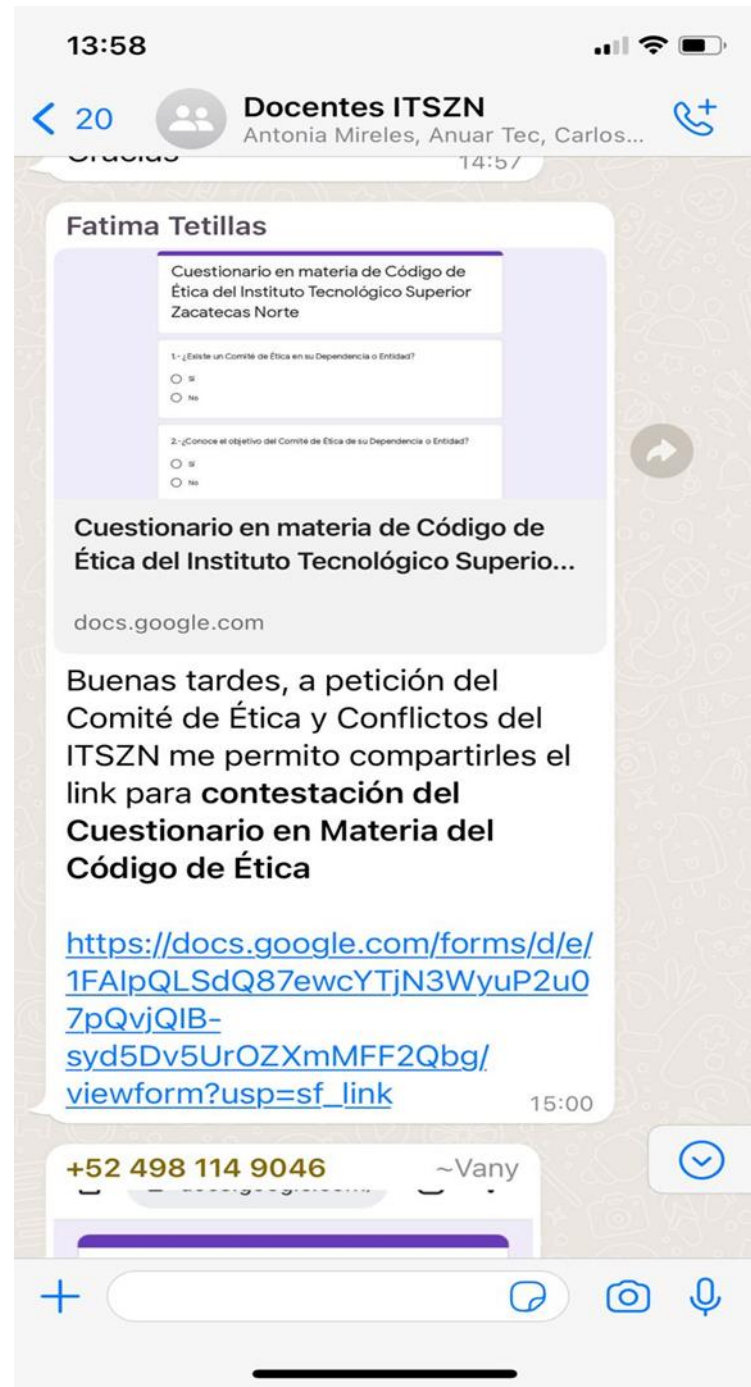 13:58
20
Docentes ITSZN
Antonia Mireles, Anuar Tec, Carlos...
Gracias
14:57
Fatima Tetillas
Cuestionario en materia de Código de
Ética del Instituto Tecnológico Superior
Zacatecas Norte
1.- ¿Existe un Comité de Ética en su Dependencia o Entidad?
Sí
No
2.-¿Conoce el objetivo del Comité de Ética de su Dependencia o Entidad?
Sí
No
Cuestionario en materia de Código de
Ética del Instituto Tecnológico Superio...
docs.google.com
Buenas tardes, a petición del
Comité de Ética y Conflictos del
ITSZN me permito compartirles el
link para contestación del
Cuestionario en Materia del
Código de Ética
https://docs.google.com/forms/d/e/
1FAIpQLSdQ87ewcYTjN3WyuP2u0
7pQvjQIB-
syd5Dv5UrOZXmMFF2Qbg/
viewform?usp=sf_link
15:00
+52 498 114 9046 ~Vany